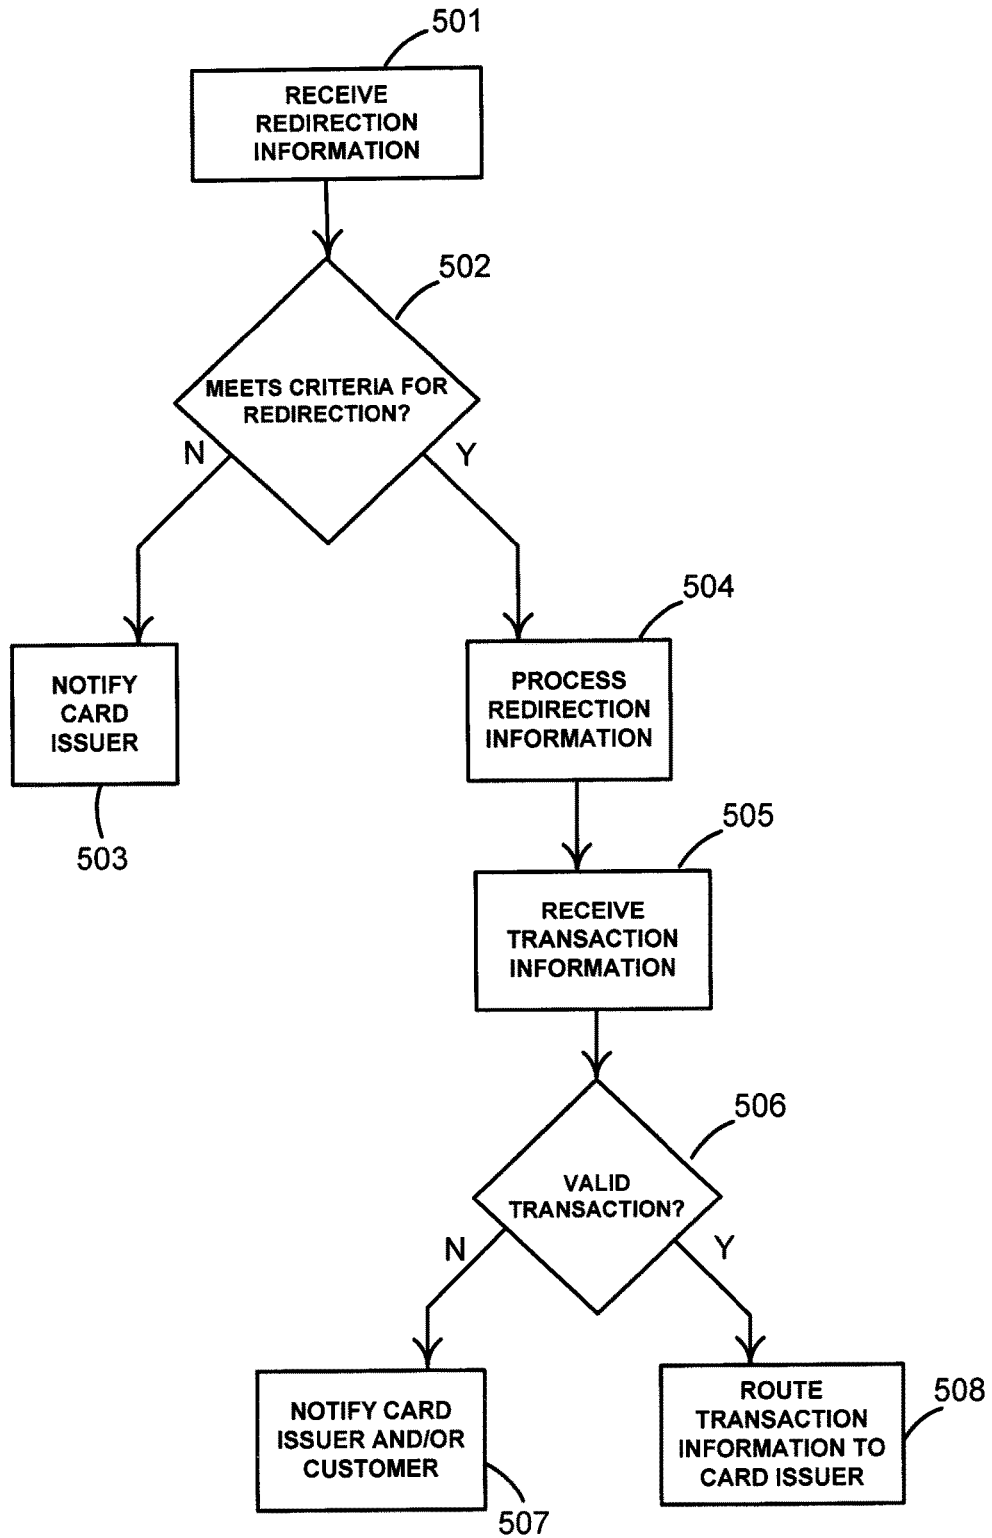 501
RECEIVE
REDIRECTION
INFORMATION
502
MEETS CRITERIA FOR
REDIRECTION?
N
Y
504
NOTIFY
CARD
ISSUER
503
PROCESS
REDIRECTION
INFORMATION
505
RECEIVE
TRANSACTION
INFORMATION
506
VALID
TRANSACTION?
N
Y
NOTIFY CARD
ISSUER AND/OR
CUSTOMER
507
ROUTE
TRANSACTION
INFORMATION TO
CARD ISSUER
508